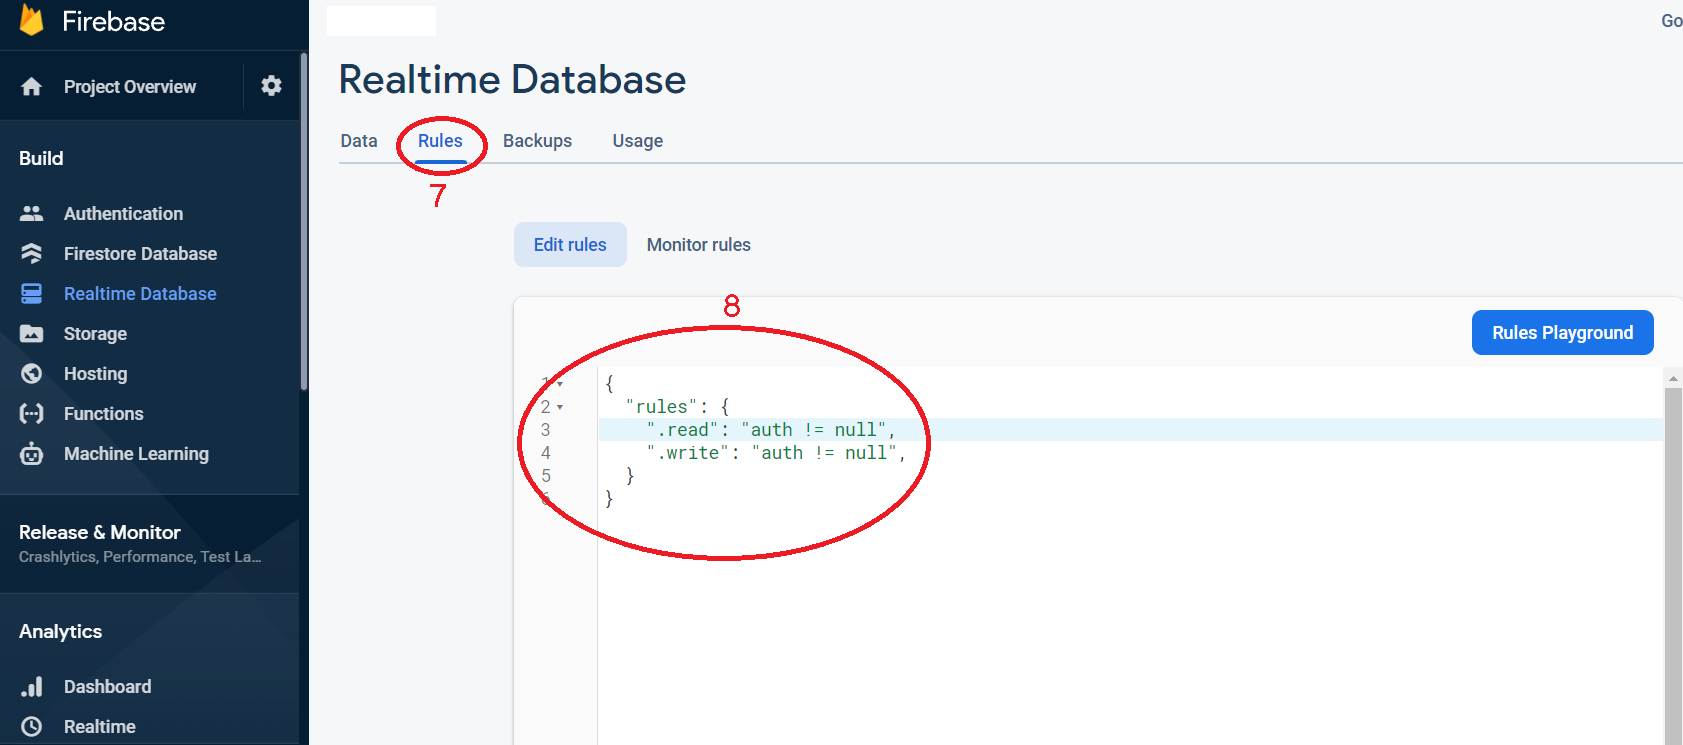 Firebase
Project Overview
Build
Authentication
Firestore Database
Realtime Database
Storage
Hosting
Functions
Machine Learning
Release & Monitor
Crashlytics, Performance, Test La...
Analytics
Dashboard
Realtime
Go
Realtime Database
Data Rules Backups Usage
7
Edit rules Monitor rules
8
Rules Playground
1 {
2 "rules": {
3 ".read": "auth != null",
4 ".write": "auth != null",
5 }
6 }